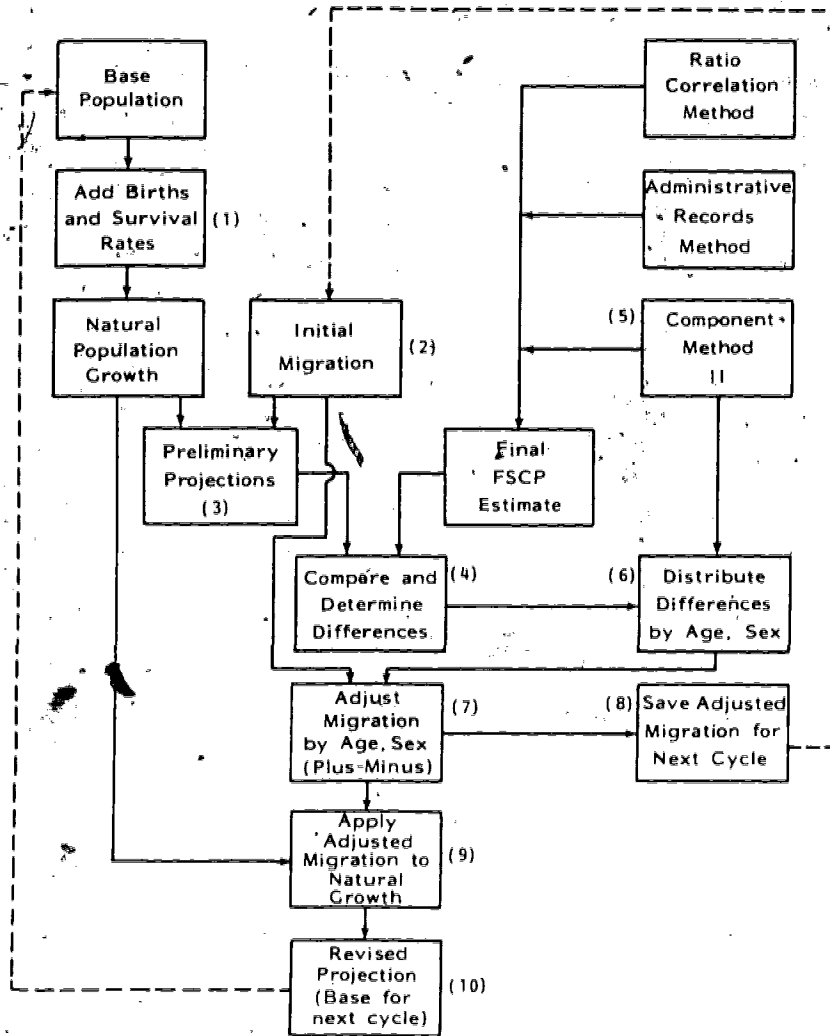 Base
Population
Ratio
Correlation
Method
Add Births
and Survival
Rates
(1)
Administrative
Records
Method
Natural
Population
Growth
Initial
Migration
(2)
(5)
Component
Method
II
Preliminary
Projections
(3)
Final
FSCP
Estimate
Compare and
Determine
Differences
(4)
(6)
Distribute
Differences
by Age, Sex
Adjust
Migration
by Age, Sex
(Plus-Minus)
(7)
(8)
Save Adjusted
Migration for
Next Cycle
Apply
Adjusted
Migration to
Natural
Growth
(9)
Revised
Projection
(Base for
next cycle)
(10)